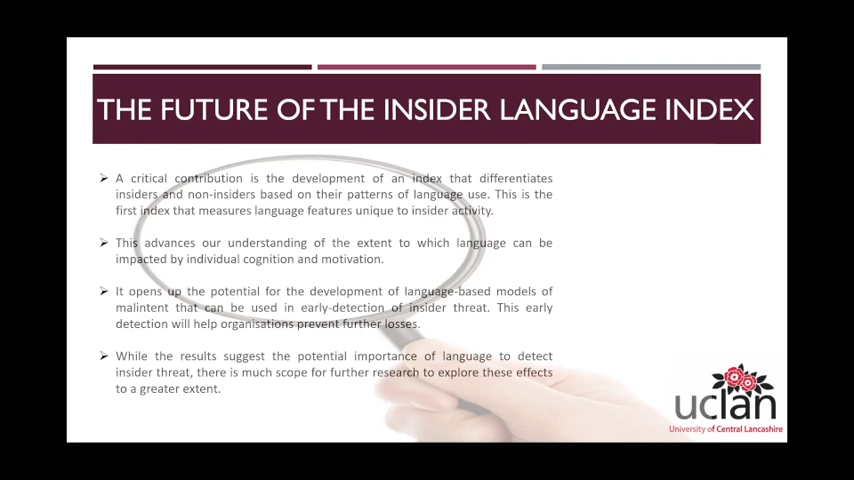 THE FUTURE OF THE INSIDER LANGUAGE INDEX
➢ A critical contribution is the development of an index that differentiates
insiders and non-insiders based on their patterns of language use. This is the
first index that measures language features unique to insider activity.
➢ This advances our understanding of the extent to which language can be
impacted by individual cognition and motivation.
➢ It opens up the potential for the development of language-based models of
malintent that can be used in early-detection of insider threat. This early
detection will help organisations prevent further losses.
➢ While the results suggest the potential importance of language to detect
insider threat, there is much scope for further research to explore these effects
to a greater extent.
uclan
University of Central Lancashire